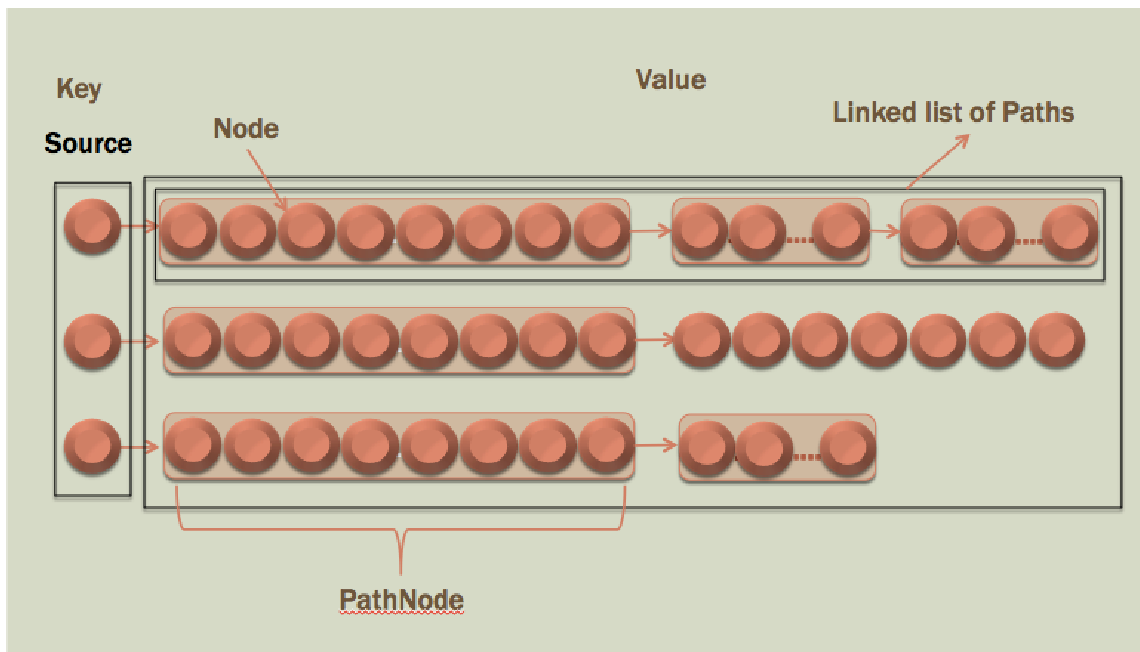 Key
Value
Source
Node
Linked list of Paths
PathNode